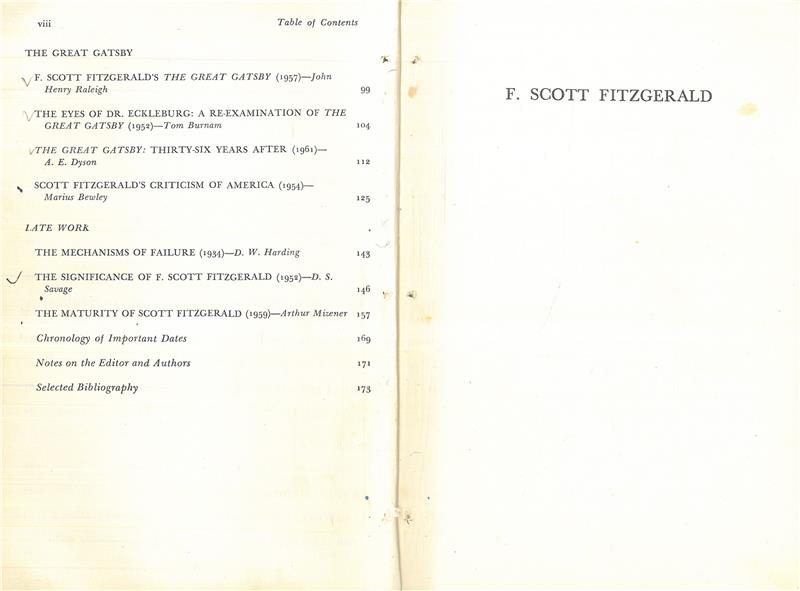 viii
Table of Contents
THE GREAT GATSBY
F. SCOTT FITZGERALD'S THE GREAT GATSBY (1957)—John
Henry Raleigh 99
THE EYES OF DR. ECKLEBURG: A RE-EXAMINATION OF THE
GREAT GATSBY (1952)—Tom Burnam 104
THE GREAT GATSBY: THIRTY-SIX YEARS AFTER (1961)—
A. E. Dyson 112
SCOTT FITZGERALD'S CRITICISM OF AMERICA (1954)—
Marius Bewley 125
LATE WORK
THE MECHANISMS OF FAILURE (1934)—D. W. Harding 143
THE SIGNIFICANCE OF F. SCOTT FITZGERALD (1952)—D. S.
Savage 146
THE MATURITY OF SCOTT FITZGERALD (1959)—Arthur Mizener 157
Chronology of Important Dates 169
Notes on the Editor and Authors 171
Selected Bibliography 173
F. SCOTT FITZGERALD